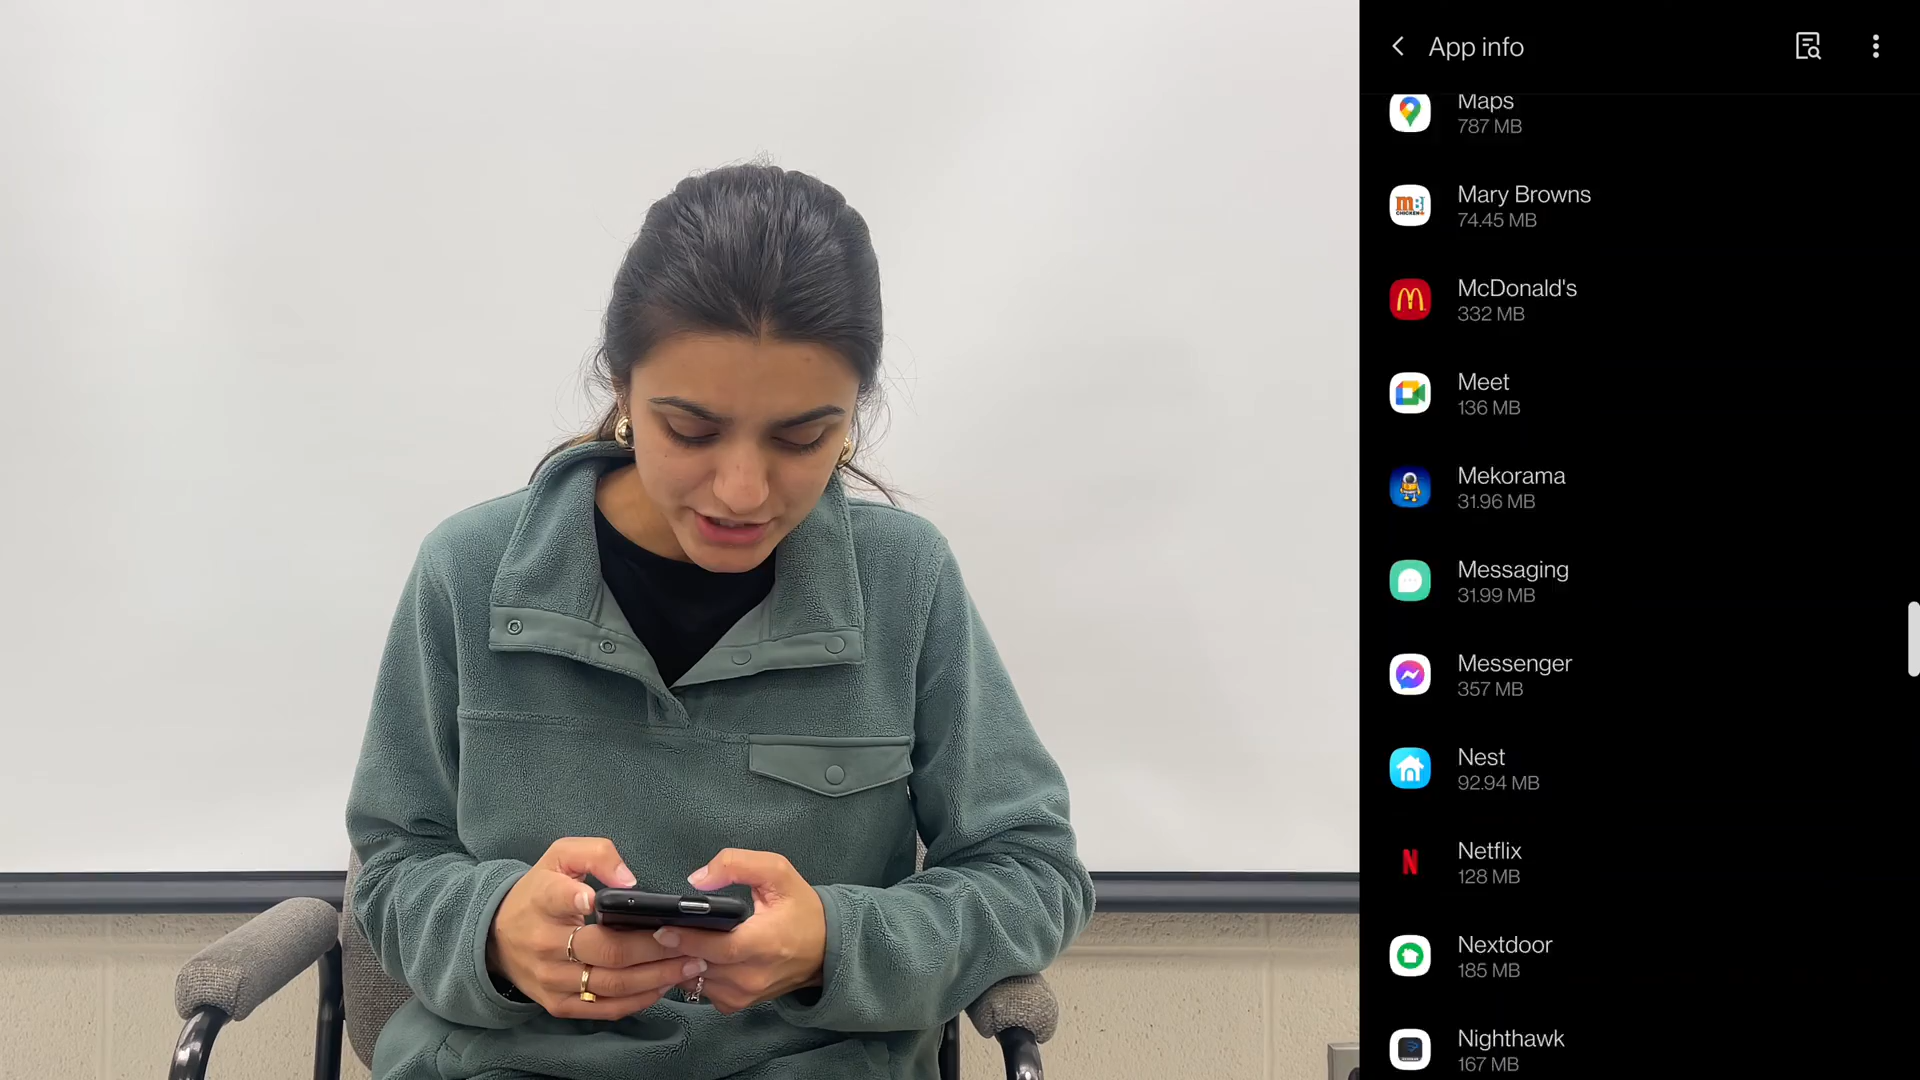 App info
Maps
787 MB
Mary Browns
74.45 MB
McDonald's
332 MB
Meet
136 MB
Mekorama
31.96 MB
Messaging
31.99 MB
Messenger
357 MB
Nest
92.94 MB
Netflix
128 MB
Nextdoor
185 MB
Nighthawk
167 MB